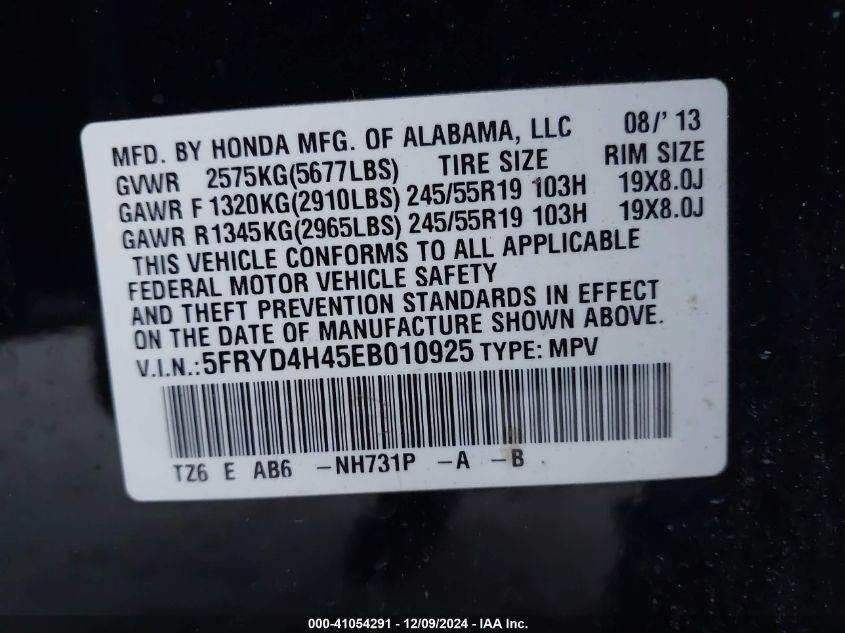 MFD. BY HONDA MFG. OF ALABAMA, LLC 08/' 13
GVWR 2575KG(5677LBS) TIRE SIZE RIM SIZE
GAWR F 1320KG(2910LBS) 245/55R19 103H 19X8.0J
GAWR R1345KG(2965LBS) 245/55R19 103H 19X8.0J
THIS VEHICLE CONFORMS TO ALL APPLICABLE
FEDERAL MOTOR VEHICLE SAFETY
AND THEFT PREVENTION STANDARDS IN EFFECT
ON THE DATE OF MANUFACTURE SHOWN ABOVE.
V.I.N.:5FRYD4H45EB010925 TYPE: MPV
TZ6 E AB6 -NH731P -A -B
000-41054291 - 12/09/2024 - IAA Inc.